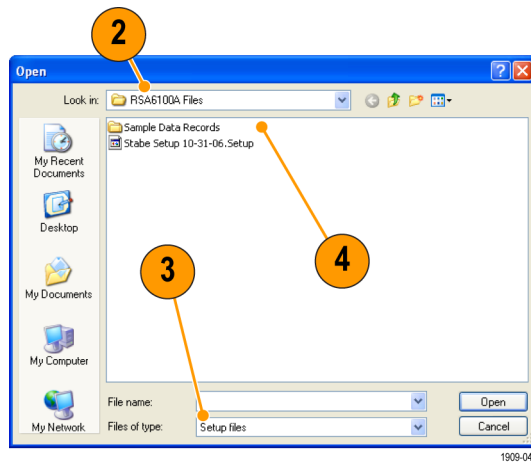 2
Open
Look in:
RSA6100A Files
Sample Data Records
Stabe Setup 10-31-06.Setup
My Recent
Documents
Desktop
My Documents
My Computer
My Network
3
4
File name:
Open
Files of type:
Setup files
Cancel
1909-04